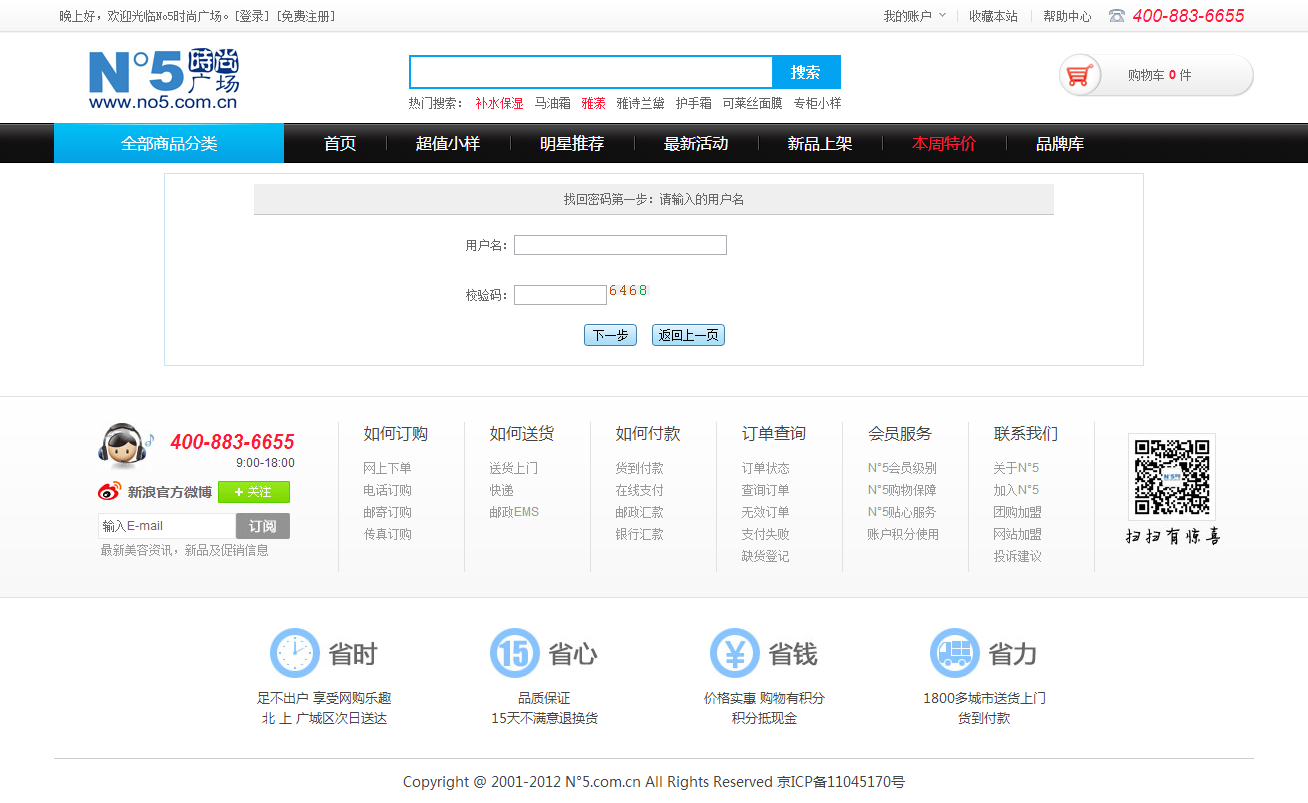 晚上好，欢迎光临No5时尚广场。[登录] [免费注册]
我的账户 收藏本站 帮助中心 400-883-6655
N°5 時尚广场
www.no5.com.cn
搜索
购物车 0 件
热门搜索： 补水保湿 马油霜 雅漾 雅诗兰黛 护手霜 可莱丝面膜 专柜小样
全部商品分类 首页 超值小样 明星推荐 最新活动 新品上架 本周特价 品牌库
找回密码第一步：请输入的用户名
用户名：
校验码： 6468
下一步 返回上一页
400-883-6655
9:00-18:00
新浪官方微博 + 关注
输入E-mail 订阅
最新美容资讯，新品及促销信息
如何订购
网上下单
电话订购
邮寄订购
传真订购
如何送货
送货上门
快递
邮政EMS
如何付款
货到付款
在线支付
邮政汇款
银行汇款
订单查询
订单状态
查询订单
无效订单
支付失败
缺货登记
会员服务
N°5会员级别
N°5购物保障
N°5贴心服务
账户积分使用
联系我们
关于N°5
加入N°5
团购加盟
网站加盟
投诉建议
N°5
扫扫有惊喜
省时
足不出户 享受网购乐趣
北 上 广城区次日送达
15 省心
品质保证
15天不满意退换货
¥ 省钱
价格实惠 购物有积分
积分抵现金
省力
1800多城市送货上门
货到付款
Copyright @ 2001-2012 N°5.com.cn All Rights Reserved 京ICP备11045170号